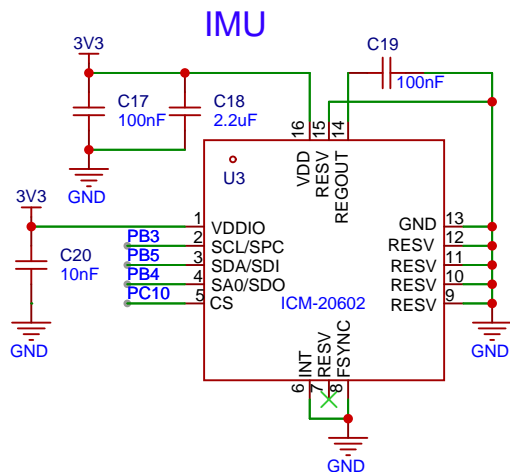 IMU
3V3
C19
100nF
C17
100nF
C18
2.2uF
16
15
14
VDD
RESV
REGOUT
U3
3V3
GND
C20
10nF
GND
PB3
PB5
PB4
PC10
1
2
3
4
5
VDDIO
SCL/SPC
SDA/SDI
SA0/SDO
CS
ICM-20602
GND
RESV
RESV
RESV
RESV
13
12
11
10
9
GND
INT
RESV
FSYNC
6
7
8
GND